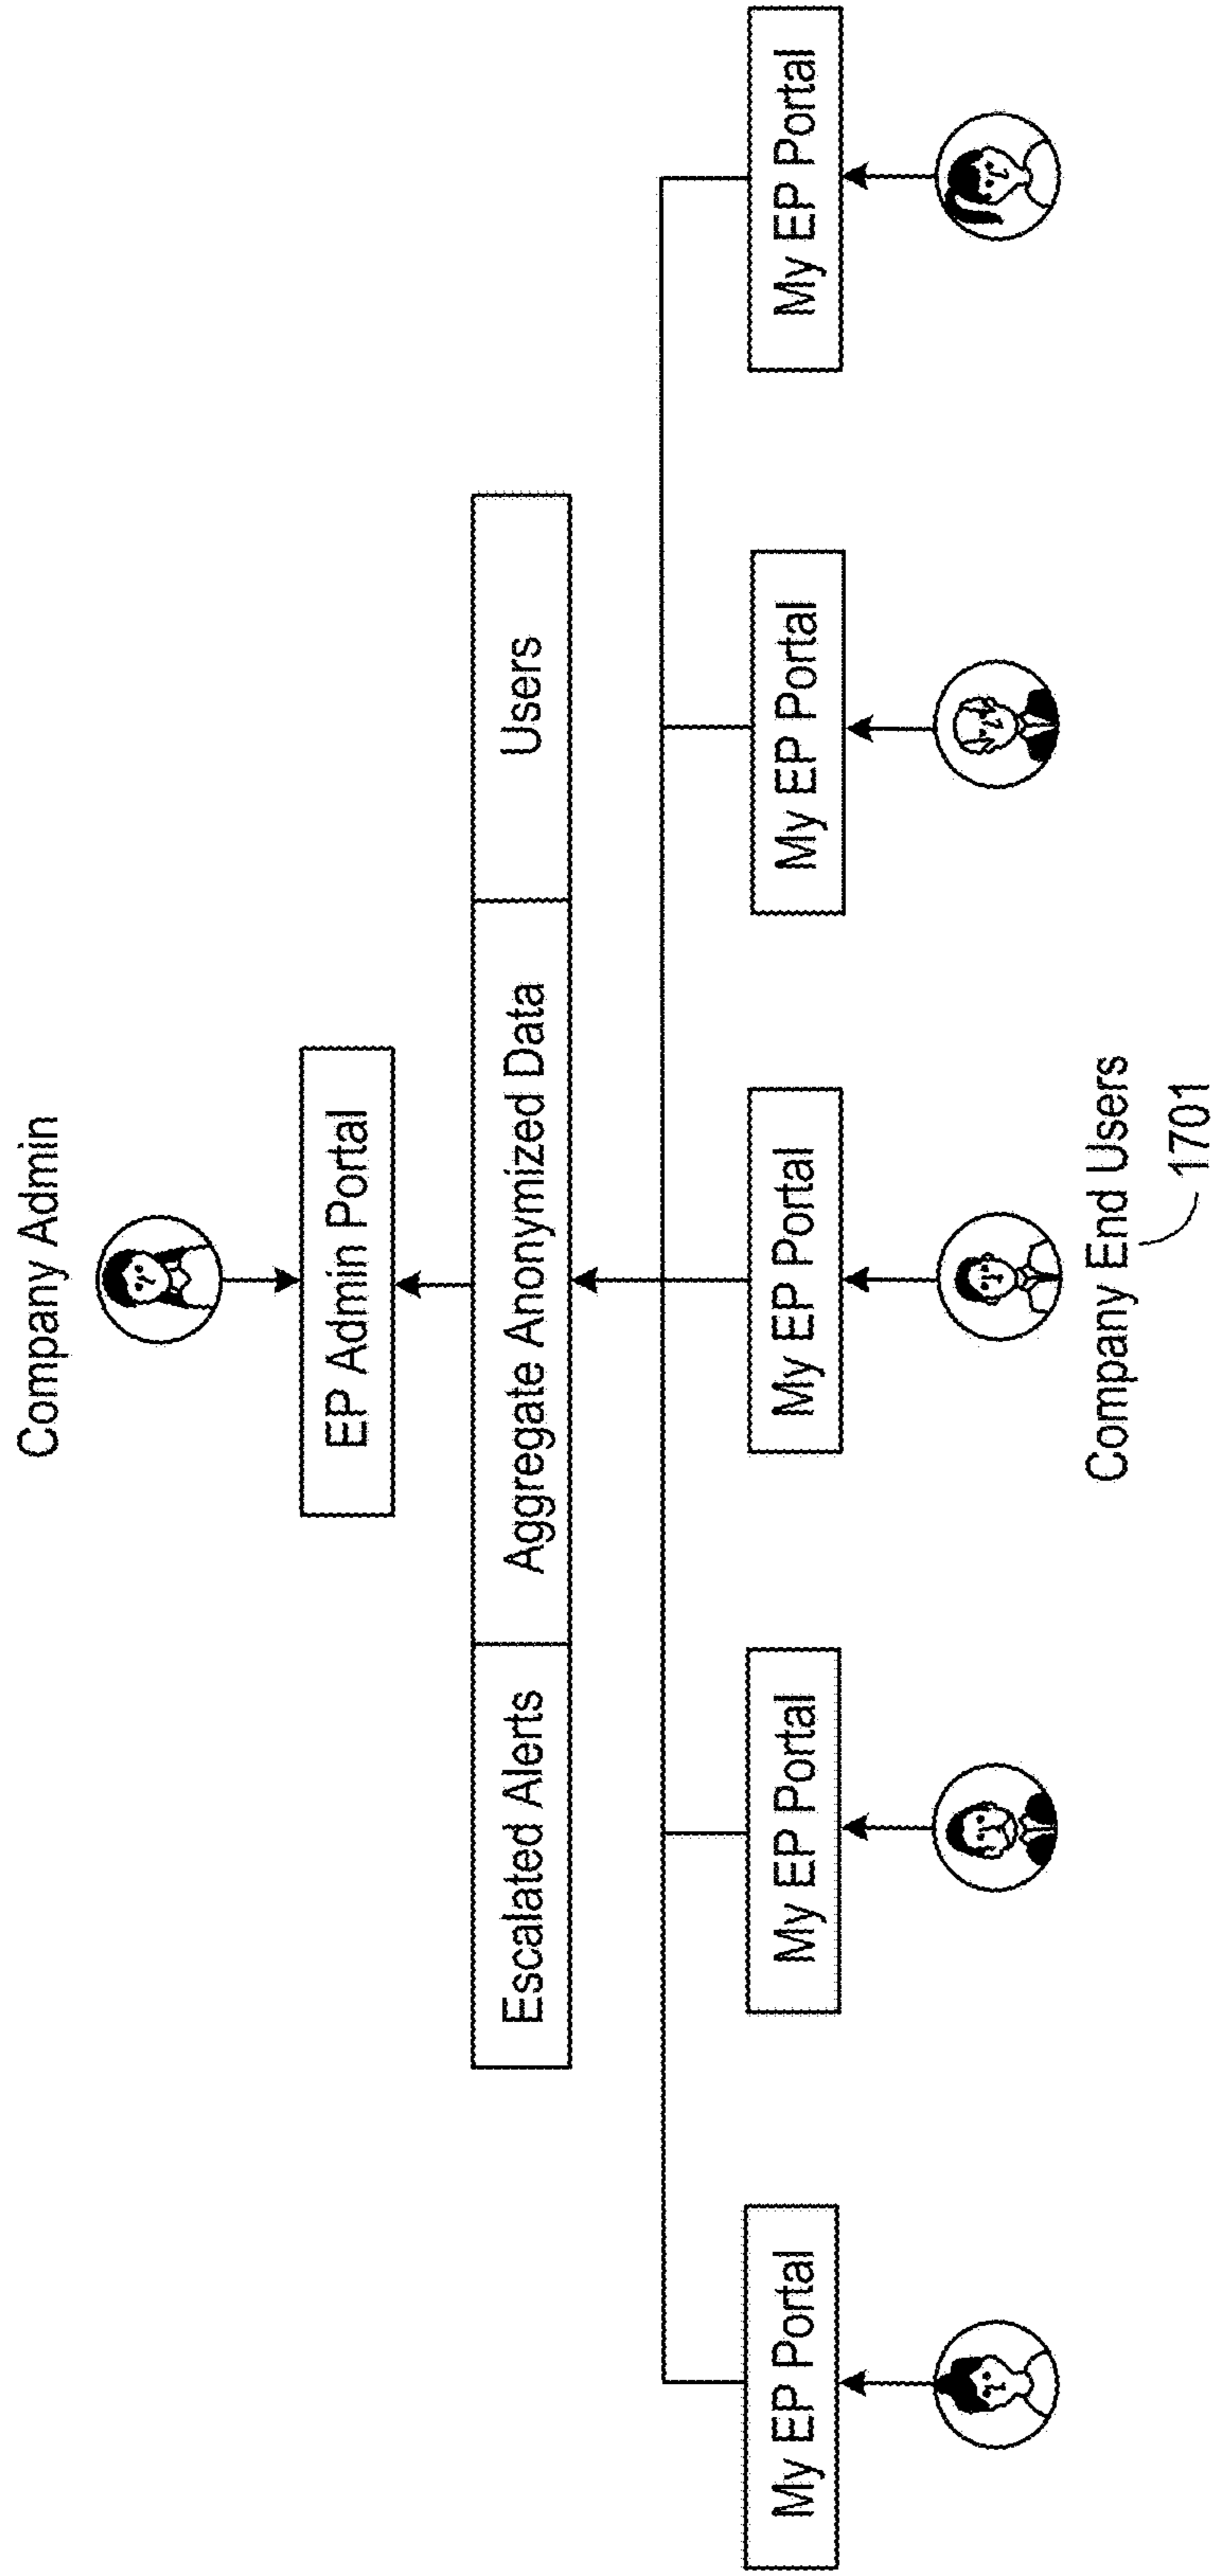 Company Admin
EP Admin Portal
Escalated Alerts
Aggregate Anonymized Data
Users
My EP Portal
My EP Portal
My EP Portal
My EP Portal
My EP Portal
Company End Users
1701